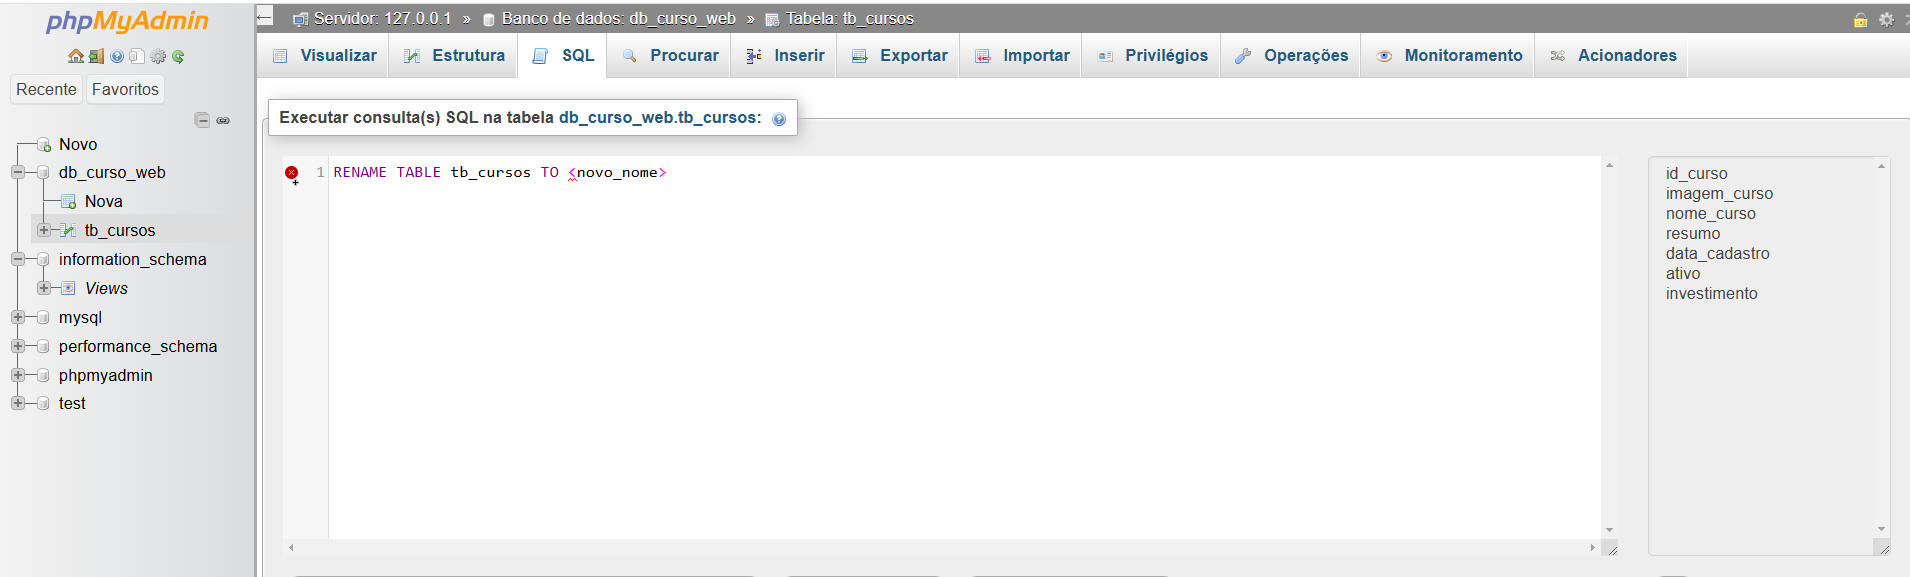 phpMyAdmin
Recente Favoritos
Novo
db_curso_web
Nova
tb_cursos
information_schema
Views
mysql
performance_schema
phpmyadmin
test
Servidor: 127.0.0.1 » Banco de dados: db_curso_web » Tabela: tb_cursos
Visualizar Estrutura SQL Procurar Inserir Exportar Importar Privilégios Operações Monitoramento Acionadores
Executar consulta(s) SQL na tabela db_curso_web.tb_cursos:
1 RENAME TABLE tb_cursos TO <novo_nome>
id_curso
imagem_curso
nome_curso
resumo
data_cadastro
ativo
investimento